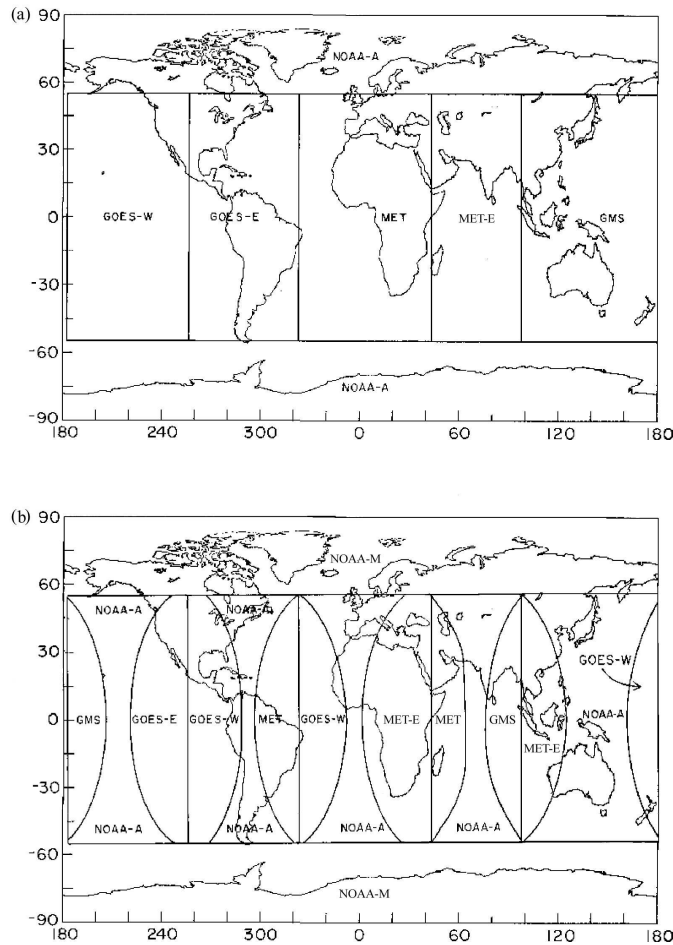 (a)
90
NOAA-A
60
30
GOES-W GOES-E MET MET-E GMS
0
-30
-60
NOAA-A
-90
180 240 300 0 60 120 180
(b)
90
NOAA-M
60
NOAA-A NOAA-A
GOES-W
30
GMS GOES-E GOES-W MET GOES-W MET-E MET GMS NOAA-A
0
MET-E
-30
NOAA-A NOAA-A NOAA-A NOAA-A
-60
NOAA-M
-90
180 240 300 0 60 120 180